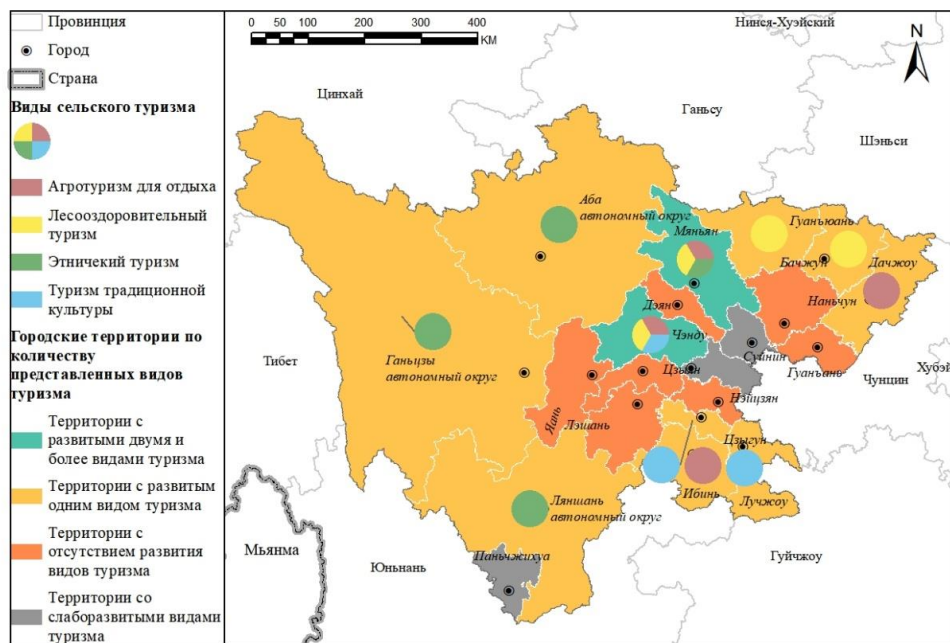 Провинция
Город
Страна
Виды сельского туризма
Агротуризм для отдыха
Лесооздоровительный
туризм
Этничекий туризм
Туризм традиционной
культуры
Городские территории по
количеству
представленных видов
туризма
Территории с
развитыми двумя и
более видами туризма
Территории с развитым
одним видом туризма
Территории с
отсутствием развития
видов туризма
Территории со
слаборазвитыми видами
туризма
0 50 100 200 300 400
KM
N
Нинся-Хуэйский
Цинхай
Ганьсу
Шэньси
Аба
автономный округ
Мяньян
Гуанъюань
Бачжун
Дачжоу
Наньчун
Дэян
Ганьцзы
автономный округ
Чэнду
Суйнин
Гуанъань
Тибет
Хубэй
Чунцин
Цзыян
Яань
Лэшань
Нэйцзян
Цзыгун
Ибинь
Лучжоу
Ляншань
автономный округ
Мьянма
Юньнань
Паньчжихуа
Гуйчжоу